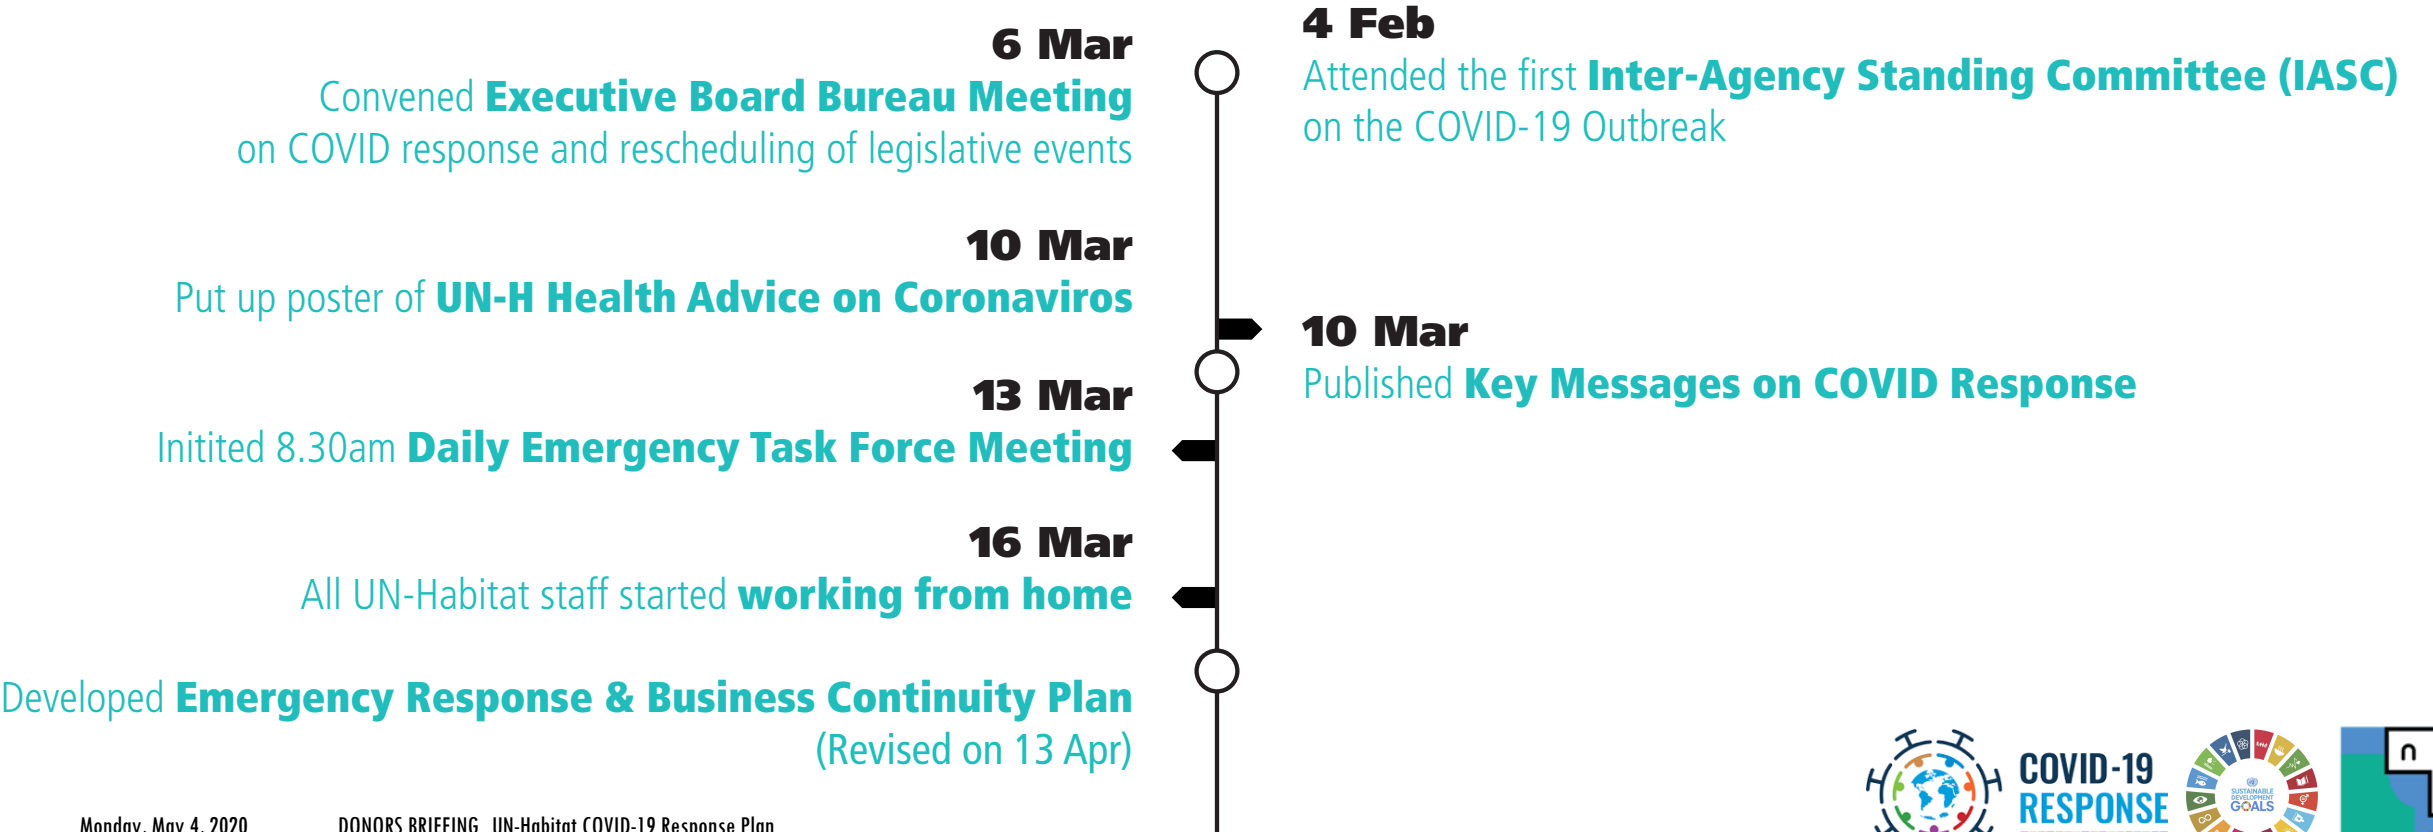 6 Mar
Convened Executive Board Bureau Meeting
on COVID response and rescheduling of legislative events
10 Mar
Put up poster of UN-H Health Advice on Coronaviros
13 Mar
Initited 8.30am Daily Emergency Task Force Meeting
16 Mar
All UN-Habitat staff started working from home
Developed Emergency Response & Business Continuity Plan
(Revised on 13 Apr)
4 Feb
Attended the first Inter-Agency Standing Committee (IASC)
on the COVID-19 Outbreak
10 Mar
Published Key Messages on COVID Response
Monday, May 4, 2020
DONORS BRIEFING UN-Habitat COVID-19 Response Plan
COVID-19
RESPONSE
SUSTAINABLE
DEVELOPMENT
GOALS
n